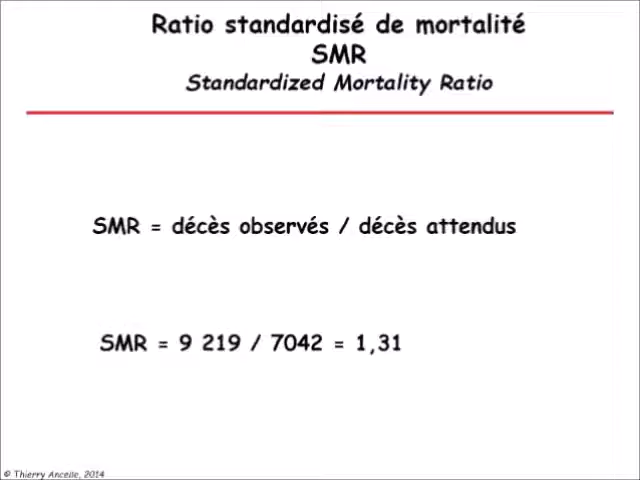 Ratio standardisé de mortalité
SMR
Standardized Mortality Ratio
SMR = décès observés / décès attendus
SMR = 9 219 / 7042 = 1,31
© Thierry Ancelle, 2014